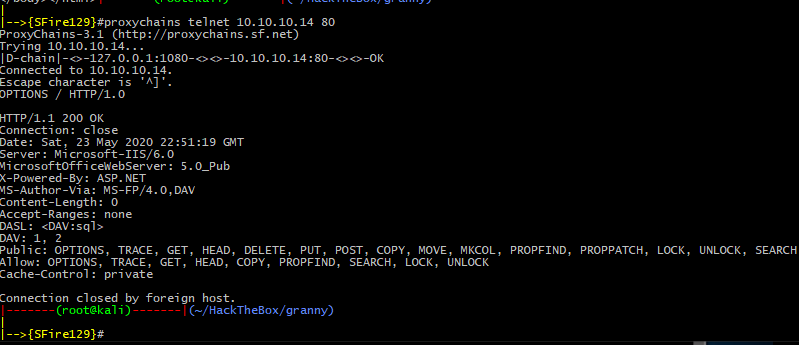 </body></html>|-------(root@kali)-------|(~/HackTheBox/granny)
|
|-->{SFire129}#proxychains telnet 10.10.10.14 80
ProxyChains-3.1 (http://proxychains.sf.net)
Trying 10.10.10.14...
|D-chain|-<>-127.0.0.1:1080-<><>-10.10.10.14:80-<><>-OK
Connected to 10.10.10.14.
Escape character is '^]'.
OPTIONS / HTTP/1.0

HTTP/1.1 200 OK
Connection: close
Date: Sat, 23 May 2020 22:51:19 GMT
Server: Microsoft-IIS/6.0
MicrosoftOfficeWebServer: 5.0_Pub
X-Powered-By: ASP.NET
MS-Author-Via: MS-FP/4.0,DAV
Content-Length: 0
Accept-Ranges: none
DASL: <DAV:sql>
DAV: 1, 2
Public: OPTIONS, TRACE, GET, HEAD, DELETE, PUT, POST, COPY, MOVE, MKCOL, PROPFIND, PROPPATCH, LOCK, UNLOCK, SEARCH
Allow: OPTIONS, TRACE, GET, HEAD, COPY, PROPFIND, SEARCH, LOCK, UNLOCK
Cache-Control: private

Connection closed by foreign host.
|-------(root@kali)-------|(~/HackTheBox/granny)
|
|-->{SFire129}#